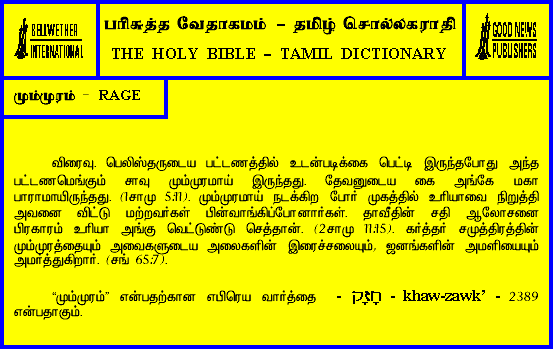 BELLWETHER
INTERNATIONAL
பரிசுத்த வேதாகமம் – தமிழ் சொல்லகராதி
THE HOLY BIBLE – TAMIL DICTIONARY
GOOD NEWS
PUBLISHERS
மும்முரம் – RAGE
விரைவு. பெலிஸ்தருடைய பட்டணத்தில் உடன்படிக்கை பெட்டி இருந்தபோது அந்த
பட்டணமெங்கும் சாவு மும்முரமாய் இருந்தது. தேவனுடைய கை அங்கே மகா
பாரமாயிருந்தது. (1சாமு 5:11). மும்முரமாய் நடக்கிற போர் முகத்தில் உரியாவை நிறுத்தி
அவனை விட்டு மற்றவர்கள் பின்வாங்கிப்போனார்கள். தாவீதின் சதி ஆலோசனை
பிரகாரம் உரியா அங்கு வெட்டுண்டு செத்தான். (2சாமு 11:15). கர்த்தர் சமுத்திரத்தின்
மும்முரத்தையும் அவைகளுடைய அலைகளின் இரைச்சலையும், ஜனங்களின் அமளியையும்
அமர்த்துகிறார். (சங் 65:7).
“மும்முரம்” என்பதற்கான எபிரெய வார்த்தை - חָזָק - khaw-zawk’ - 2389
என்பதாகும்.